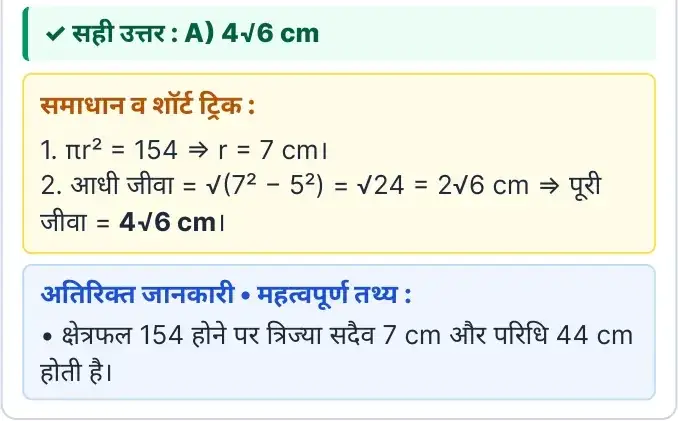 ✓ सही उत्तर : A) 4√6 cm
समाधान व शॉर्ट ट्रिक :
1. πr² = 154 ⇒ r = 7 cm।
2. आधी जीवा = √(7² − 5²) = √24 = 2√6 cm ⇒ पूरी
जीवा = 4√6 cm।
अतिरिक्त जानकारी • महत्वपूर्ण तथ्य :
• क्षेत्रफल 154 होने पर त्रिज्या सदैव 7 cm और परिधि 44 cm
होती है।